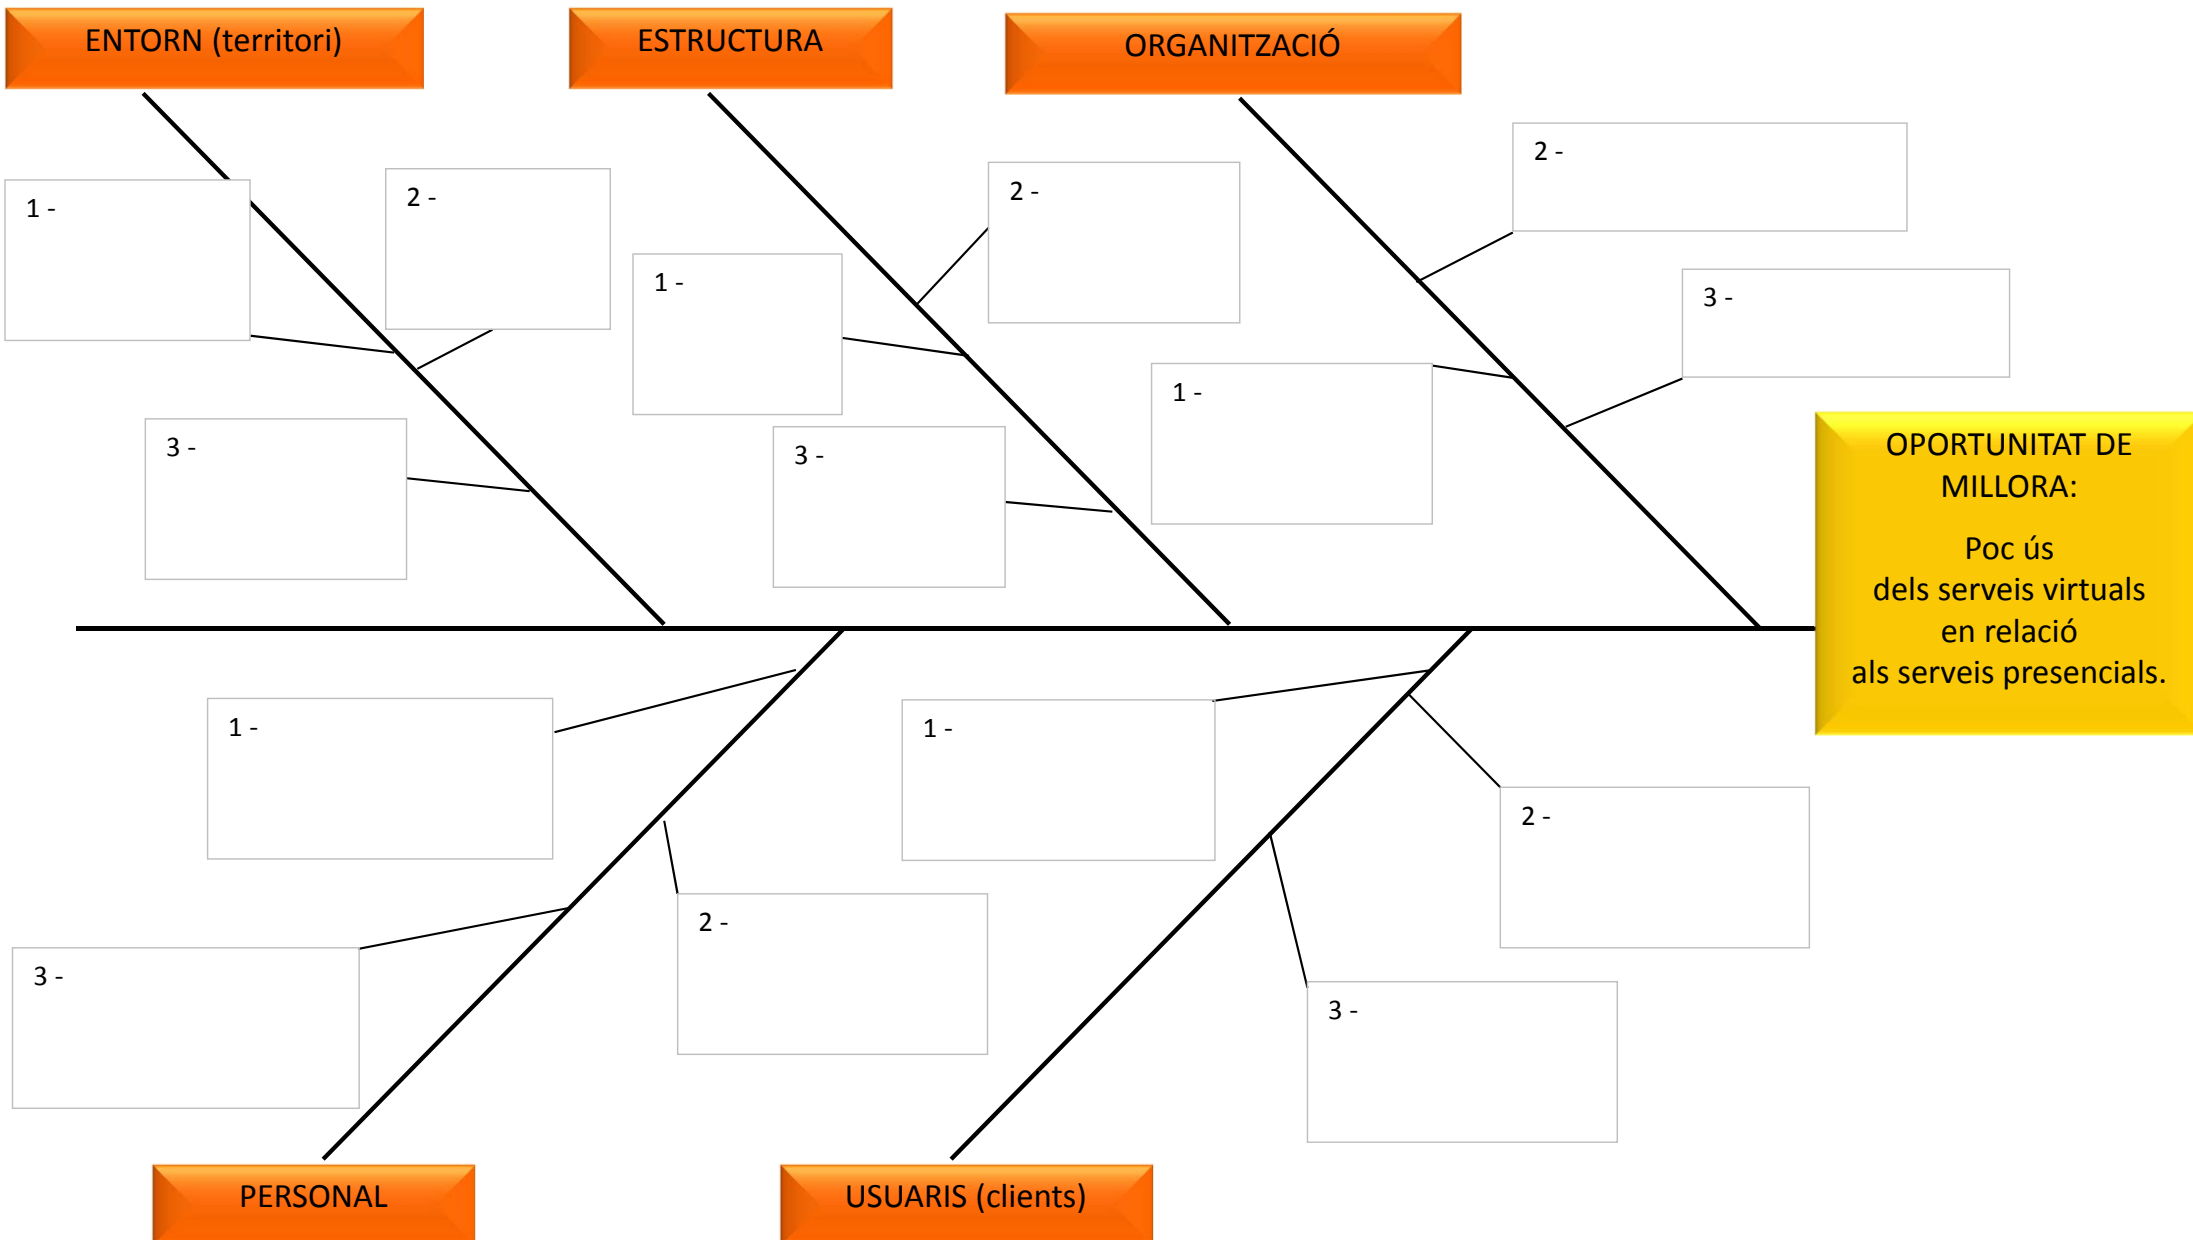 ENTORN (territori)
ESTRUCTURA
ORGANITZACIÓ
1 -
2 -
3 -
1 -
2 -
3 -
1 -
2 -
3 -
OPORTUNITAT DE
MILLORA:
Poc ús
dels serveis virtuals
en relació
als serveis presencials.
1 -
2 -
3 -
1 -
2 -
3 -
PERSONAL
USUARIS (clients)